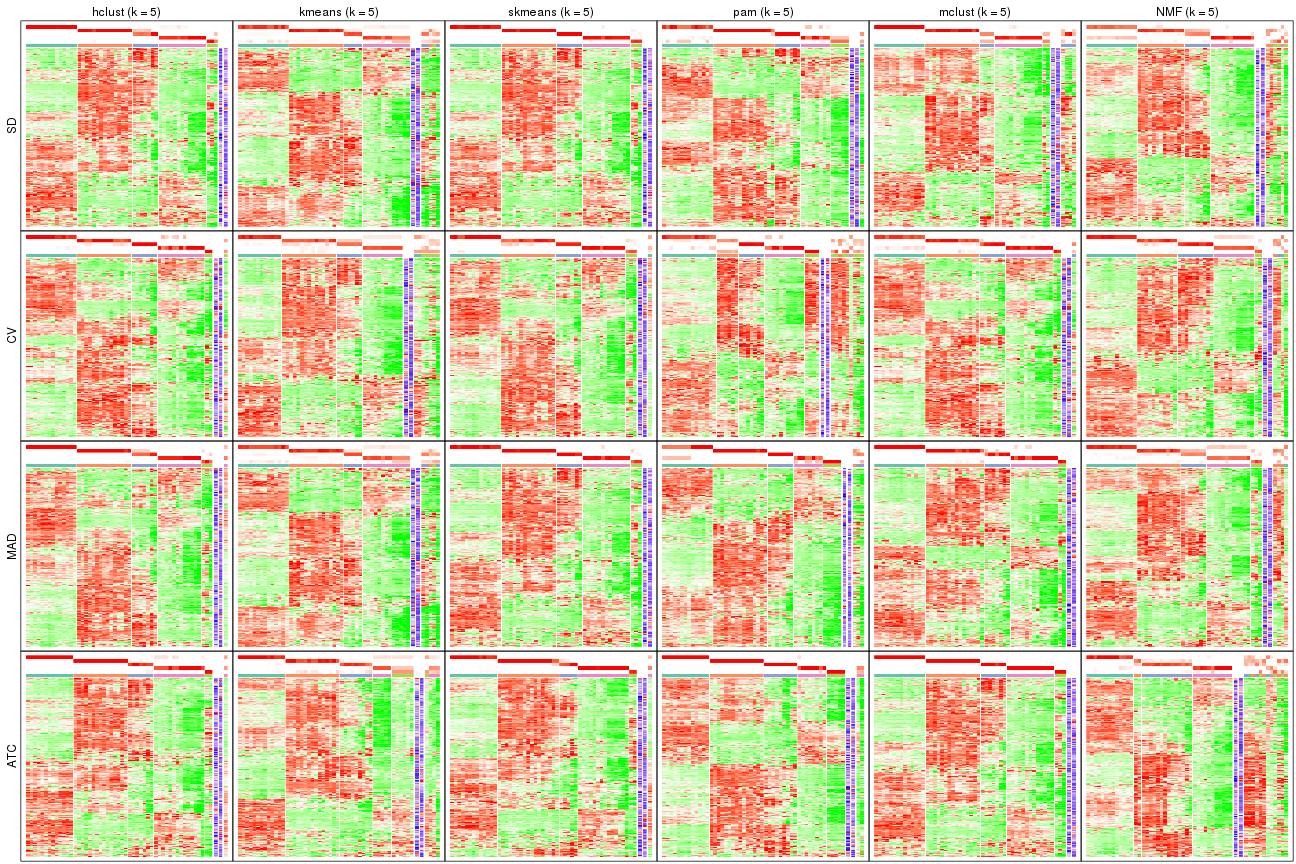 hclust (k = 5)
kmeans (k = 5)
skmeans (k = 5)
pam (k = 5)
mclust (k = 5)
NMF (k = 5)
SD
CV
MAD
ATC